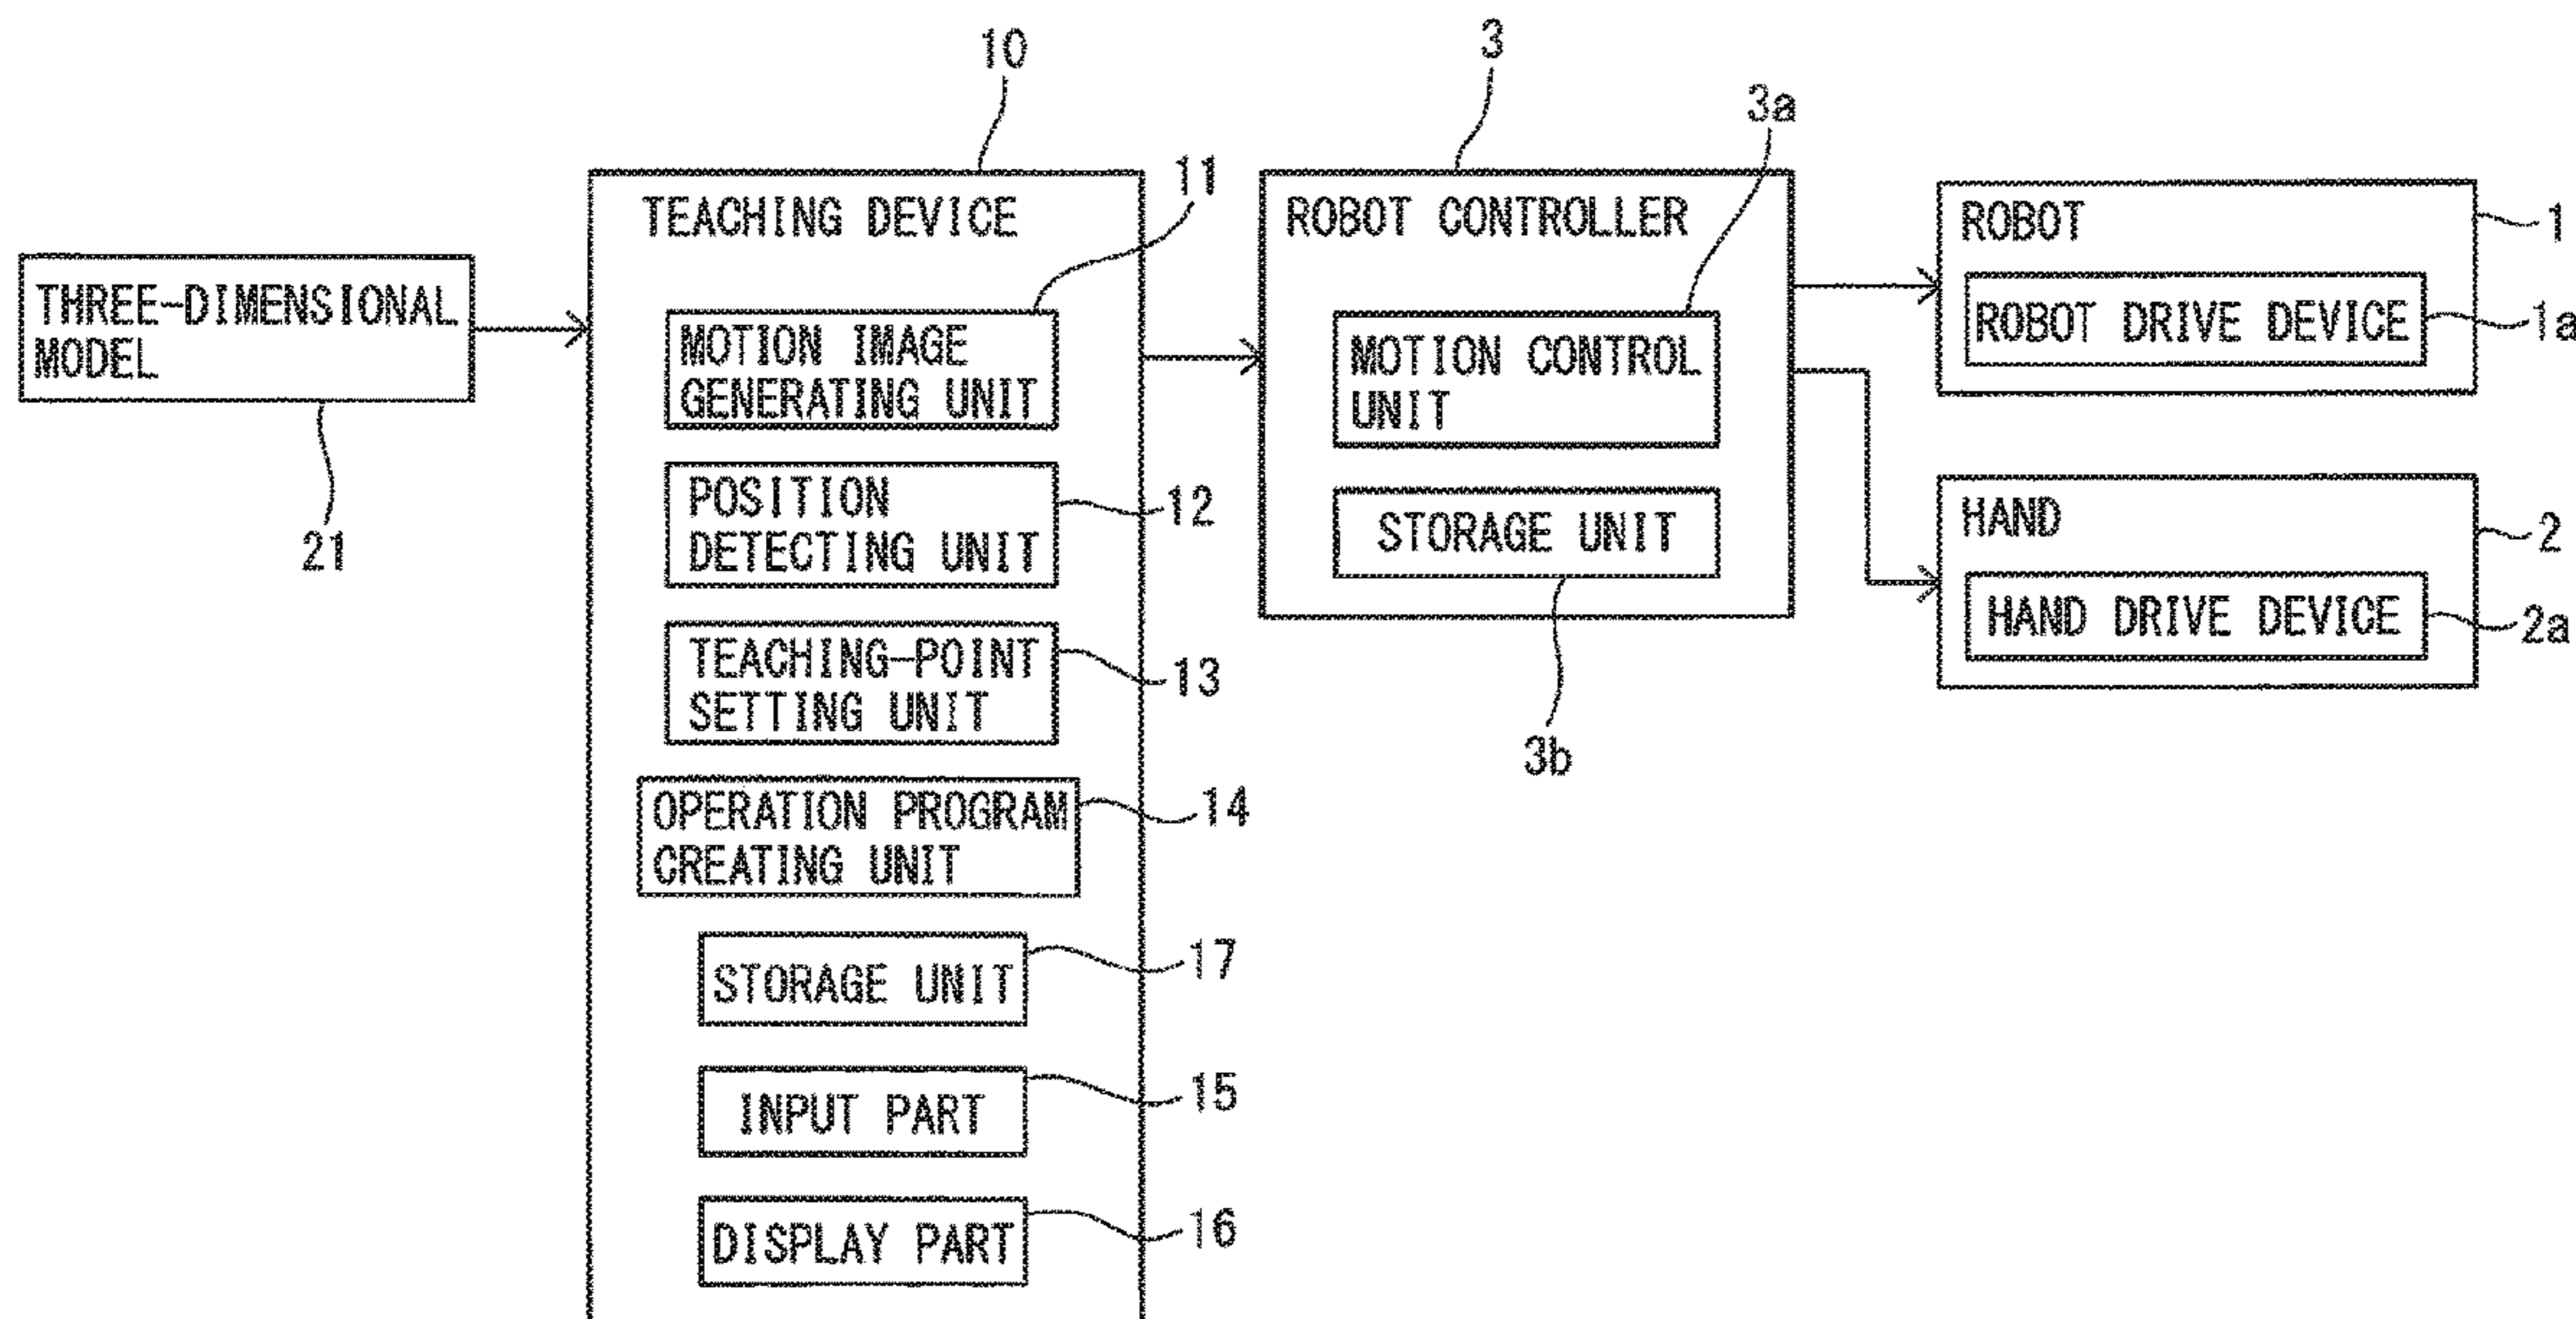 10
3
3a
11
TEACHING DEVICE
ROBOT CONTROLLER
ROBOT
1
THREE-DIMENSIONAL
MODEL
21
MOTION IMAGE
GENERATING UNIT
MOTION CONTROL
UNIT
ROBOT DRIVE DEVICE
1a
POSITION
DETECTING UNIT
12
STORAGE UNIT
3b
HAND
2
HAND DRIVE DEVICE
2a
TEACHING-POINT
SETTING UNIT
13
OPERATION PROGRAM
CREATING UNIT
14
STORAGE UNIT
17
INPUT PART
15
DISPLAY PART
16